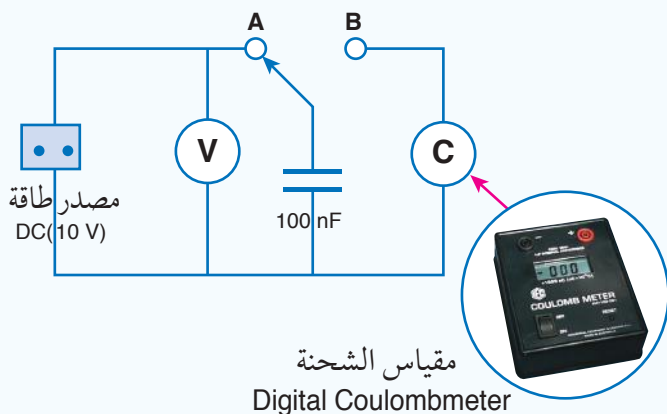 A
B
V
C
مصدر طاقة
DC(10 V)
100 nF
000
COULOMB METER
مقياس الشحنة
Digital Coulombmeter